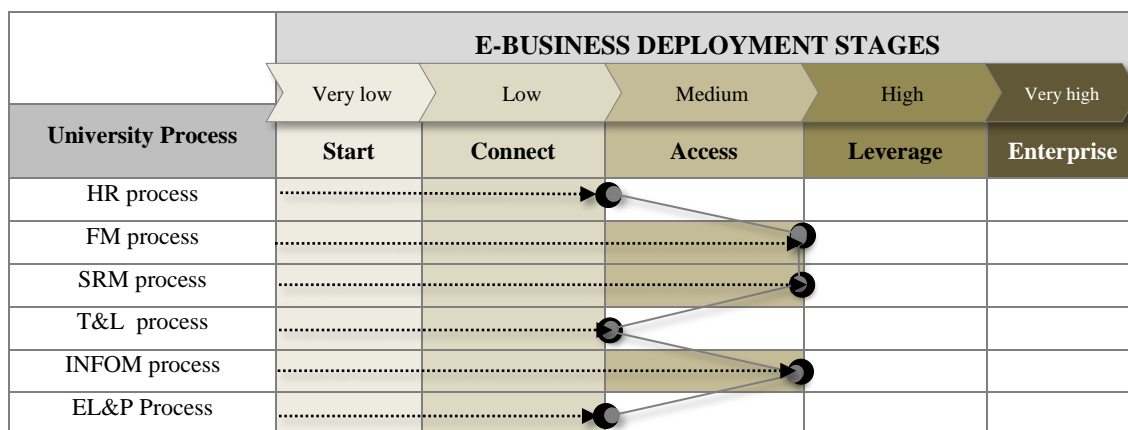 E-BUSINESS DEPLOYMENT STAGES
Very low Low Medium High Very high
University Process
Start Connect Access Leverage Enterprise
HR process
FM process
SRM process
T&L process
INFOM process
EL&P Process